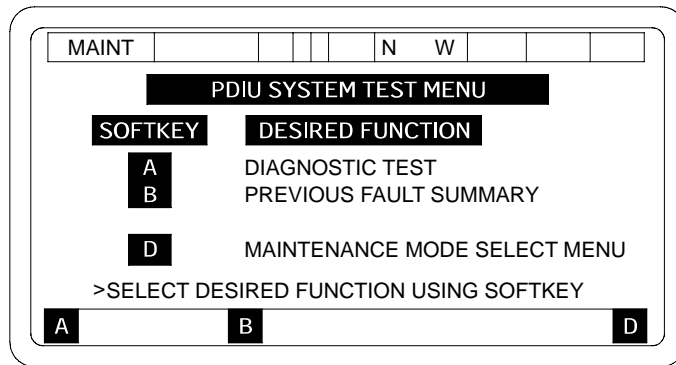 MAINT N W
PDIU SYSTEM TEST MENU
SOFTKEY DESIRED FUNCTION
A DIAGNOSTIC TEST
B PREVIOUS FAULT SUMMARY
D MAINTENANCE MODE SELECT MENU
>SELECT DESIRED FUNCTION USING SOFTKEY
A B D